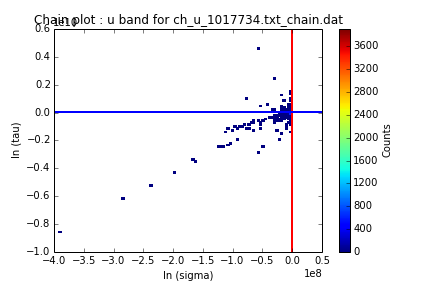 Chain plot : u band for ch_u_1017734.txt_chain.dat
1e10
0.6
0.4
0.2
0.0
−0.2
−0.4
−0.6
−0.8
−1.0
ln (tau)
−4.0 −3.5 −3.0 −2.5 −2.0 −1.5 −1.0 −0.5 0.0 0.5
1e8
ln (sigma)
3600
3200
2800
2400
2000
1600
1200
800
400
0
Counts